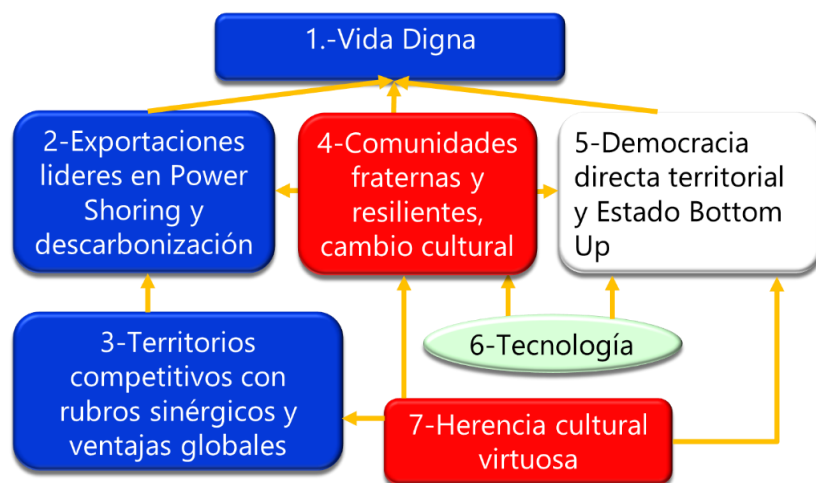 1.-Vida Digna
2-Exportaciones
lideres en Power
Shoring y
descarbonización
4-Comunidades
fraternas y
resilientes,
cambio cultural
5-Democracia
directa territorial
y Estado Bottom
Up
3-Territorios
competitivos con
rubros sinérgicos y
ventajas globales
6-Tecnología
7-Herencia cultural
virtuosa